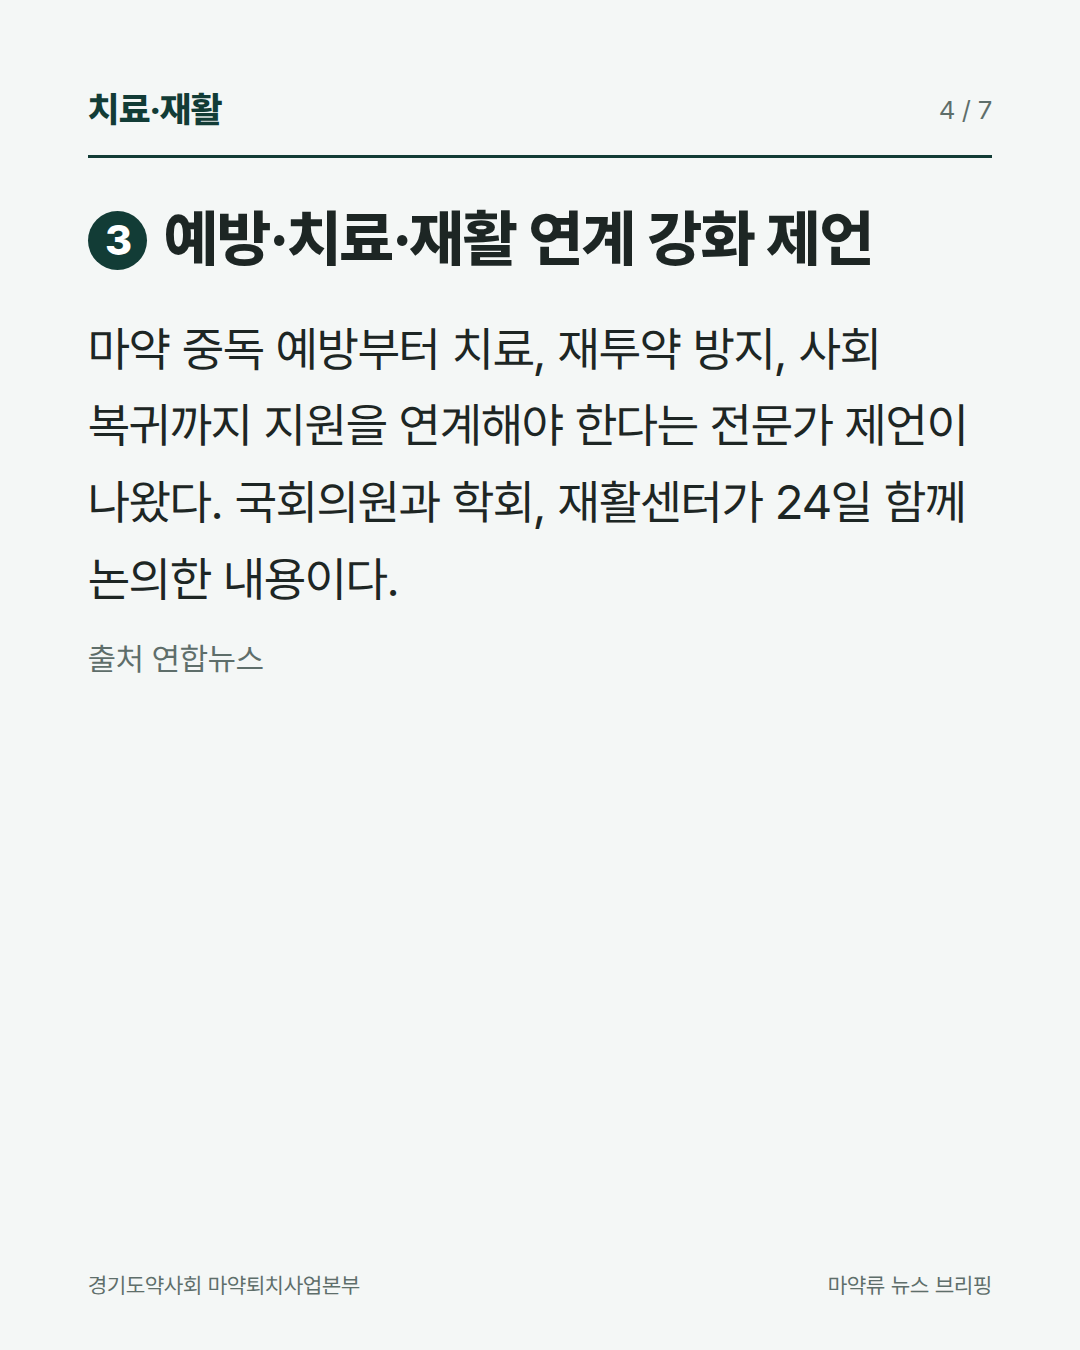 치료·재활
4 / 7
3 예방·치료·재활 연계 강화 제언
마약 중독 예방부터 치료, 재투약 방지, 사회
복귀까지 지원을 연계해야 한다는 전문가 제언이
나왔다. 국회의원과 학회, 재활센터가 24일 함께
논의한 내용이다.
출처 연합뉴스
경기도약사회 마약퇴치사업본부
마약류 뉴스 브리핑